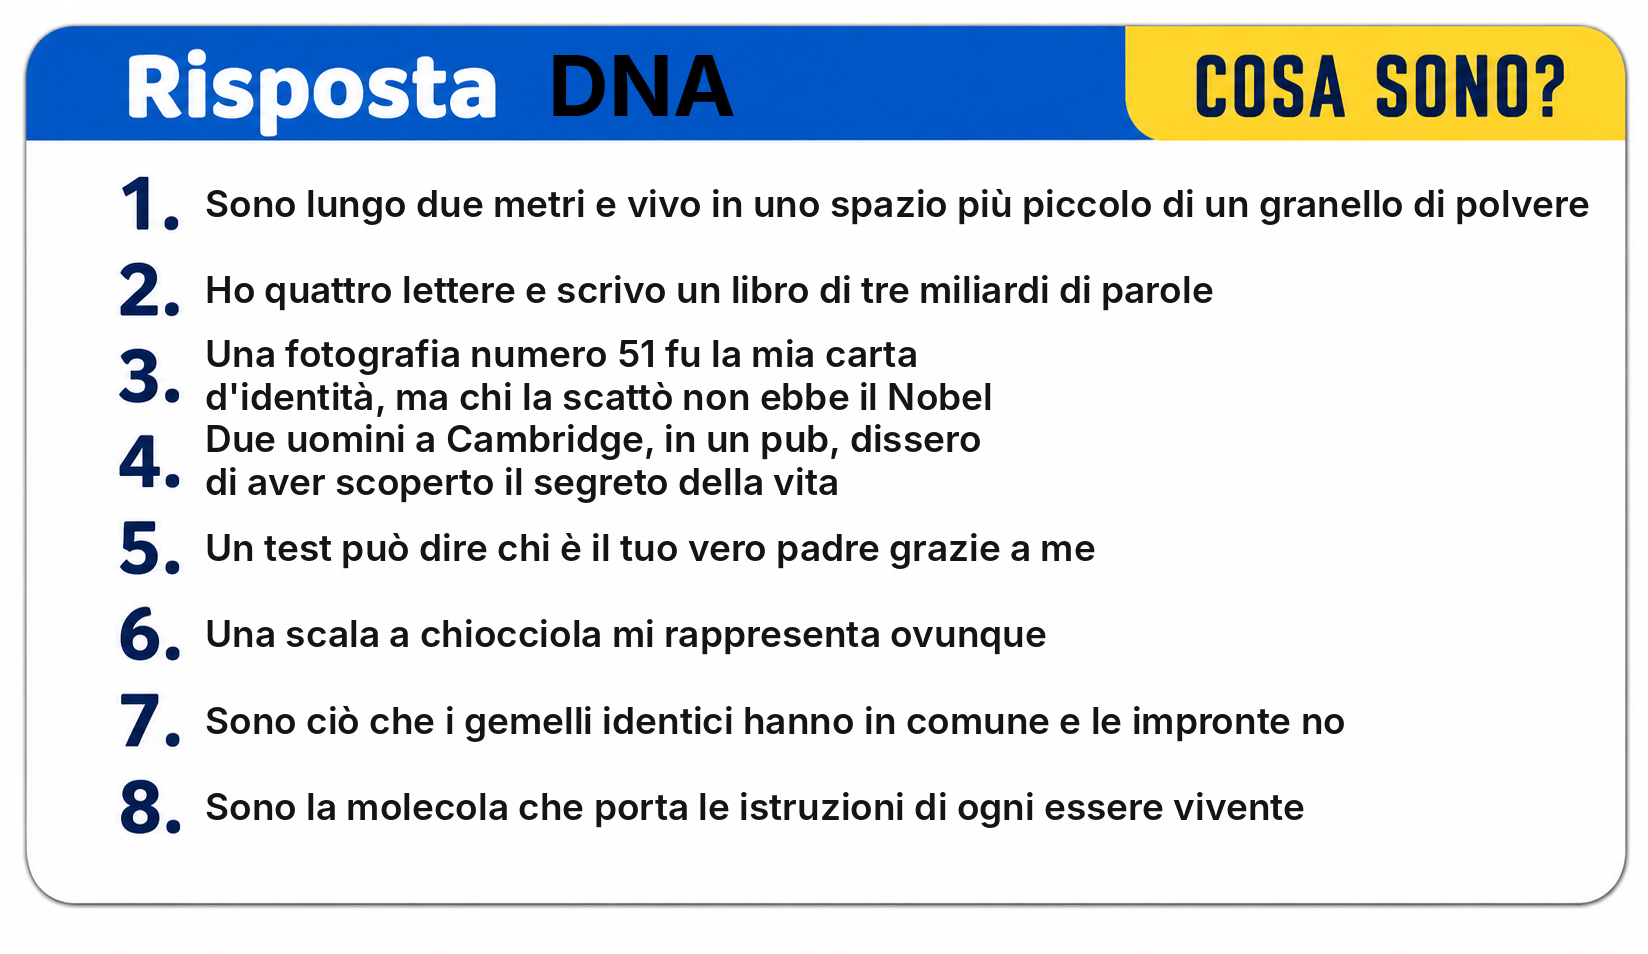 Risposta DNA COSA SONO?
1. Sono lungo due metri e vivo in uno spazio più piccolo di un granello di polvere
2. Ho quattro lettere e scrivo un libro di tre miliardi di parole
3. Una fotografia numero 51 fu la mia carta
d'identità, ma chi la scattò non ebbe il Nobel
4. Due uomini a Cambridge, in un pub, dissero
di aver scoperto il segreto della vita
5. Un test può dire chi è il tuo vero padre grazie a me
6. Una scala a chiocciola mi rappresenta ovunque
7. Sono ciò che i gemelli identici hanno in comune e le impronte no
8. Sono la molecola che porta le istruzioni di ogni essere vivente